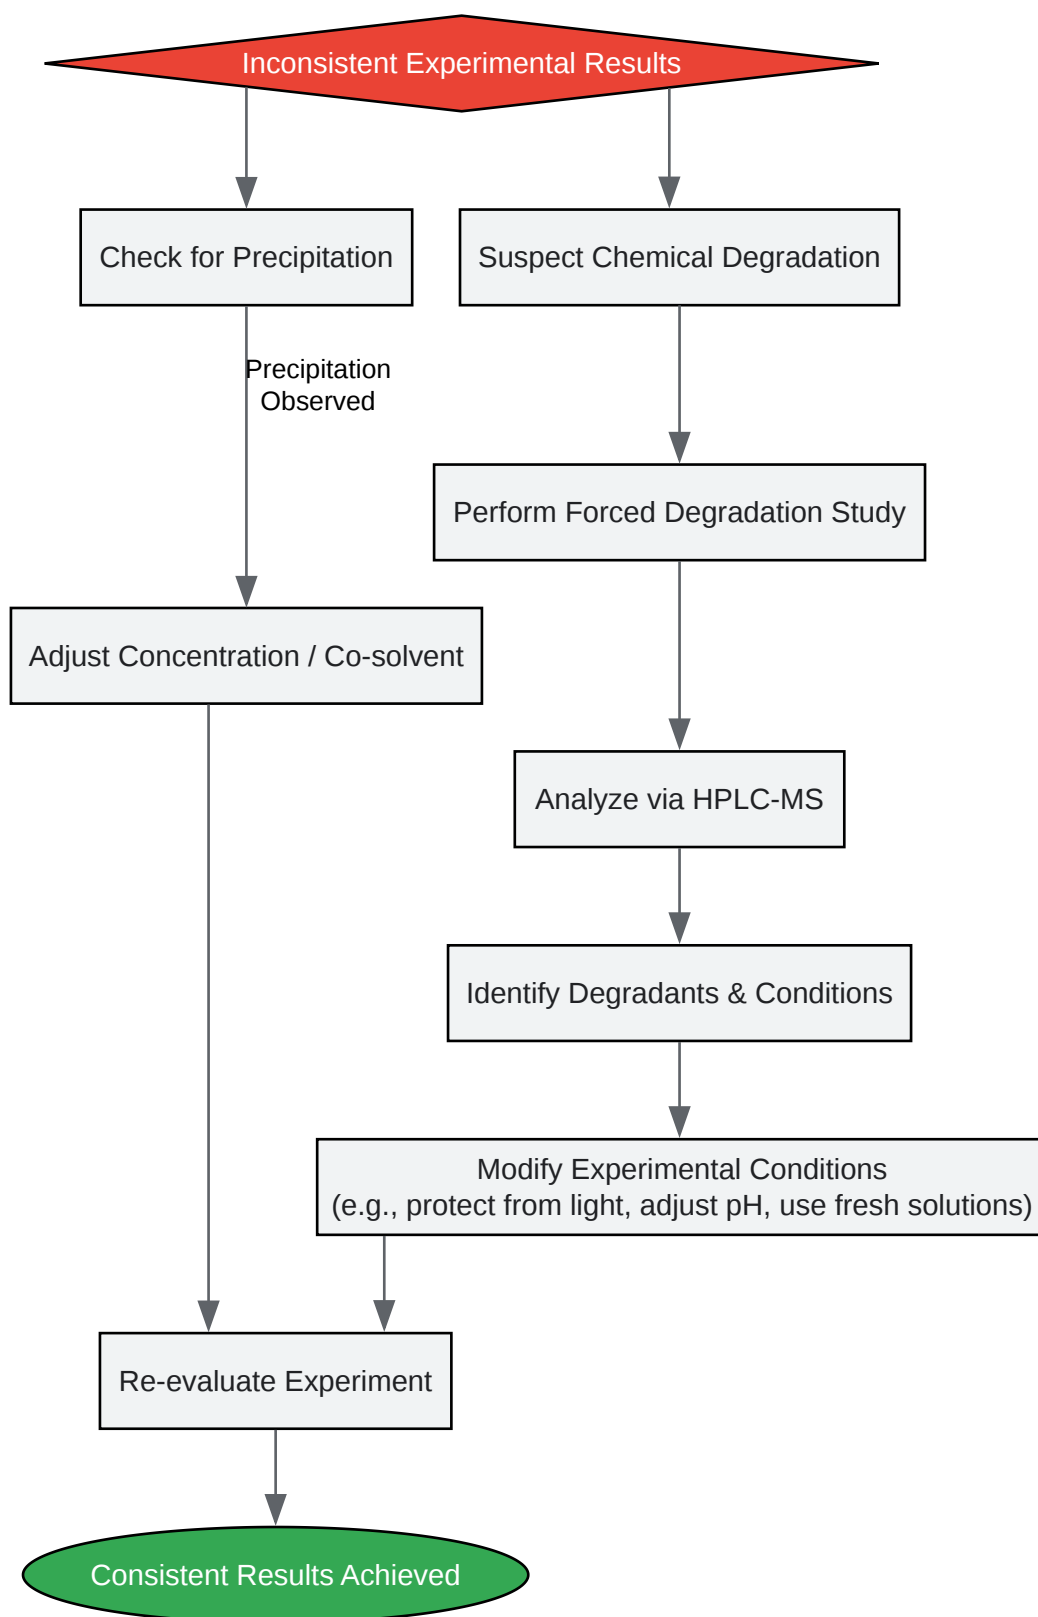 Inconsistent Experimental Results
Check for Precipitation
Suspect Chemical Degradation
Precipitation
Observed
Perform Forced Degradation Study
Adjust Concentration / Co-solvent
Analyze via HPLC-MS
Identify Degradants & Conditions
Modify Experimental Conditions
(e.g., protect from light, adjust pH, use fresh solutions)
Re-evaluate Experiment
Consistent Results Achieved